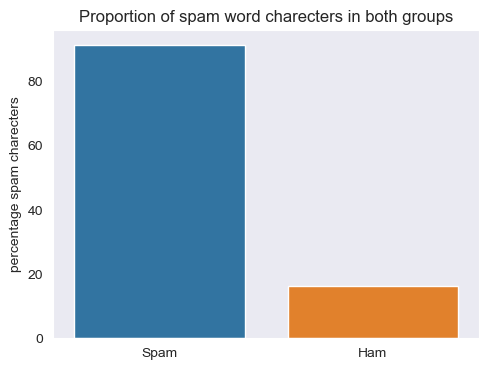 Proportion of spam word charecters in both groups
percentage spam charecters
80
60
40
20
0
Spam
Ham